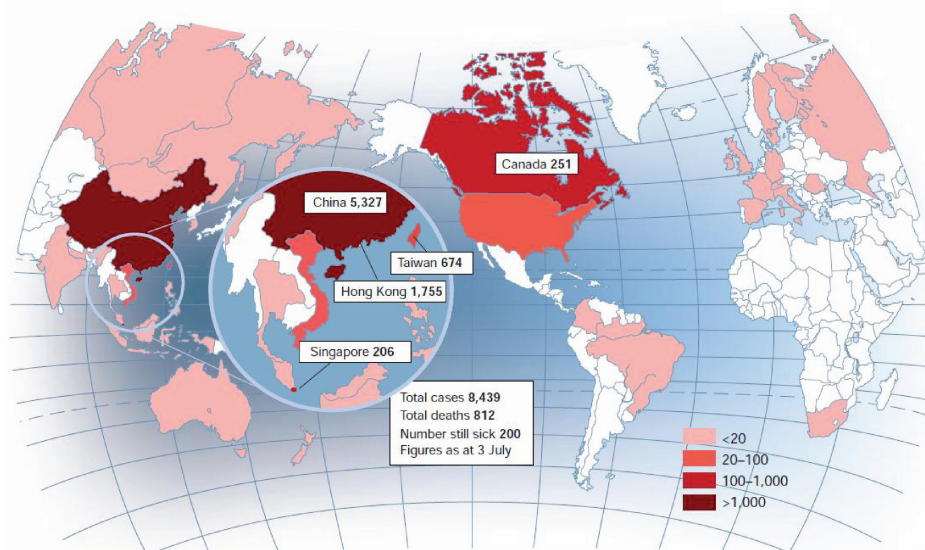 Canada 251
China 5,327
Taiwan 674
Hong Kong 1,755
Singapore 206
Total cases 8,439
Total deaths 812
Number still sick 200
Figures as at 3 July
<20
20–100
100–1,000
>1,000